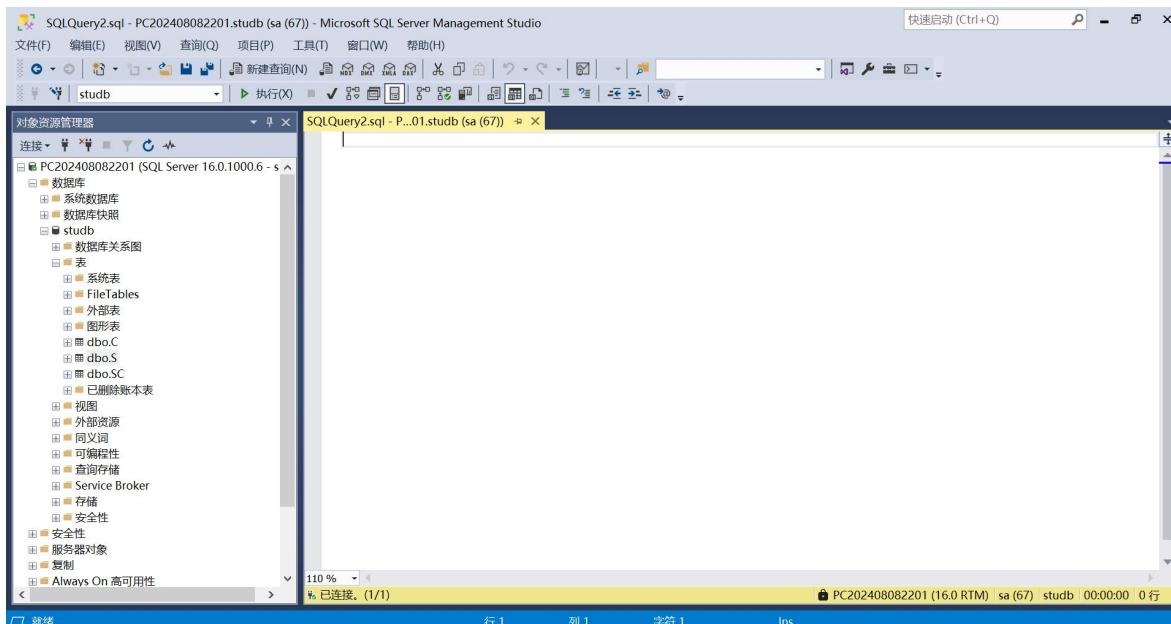 SQLQuery2.sql - PC202408082201.studb (sa (67)) - Microsoft SQL Server Management Studio
快速启动 (Ctrl+Q)
文件(F) 编辑(E) 视图(V) 查询(Q) 项目(P) 工具(T) 窗口(W) 帮助(H)
新建查询(N)
studb
执行(X)
对象资源管理器
SQLQuery2.sql - P...01.studb (sa (67))
连接
PC202408082201 (SQL Server 16.0.1000.6 - s
数据库
系统数据库
数据库快照
studb
数据库关系图
表
系统表
FileTables
外部表
图形表
dbo.C
dbo.S
dbo.SC
已删除账本表
视图
外部资源
同义词
可编程性
查询存储
Service Broker
存储
安全性
安全性
服务器对象
复制
Always On 高可用性
110 %
已连接。(1/1)
PC202408082201 (16.0 RTM) sa (67) studb 00:00:00 0 行
就绪
行 1 列 1 字符 1 Ins